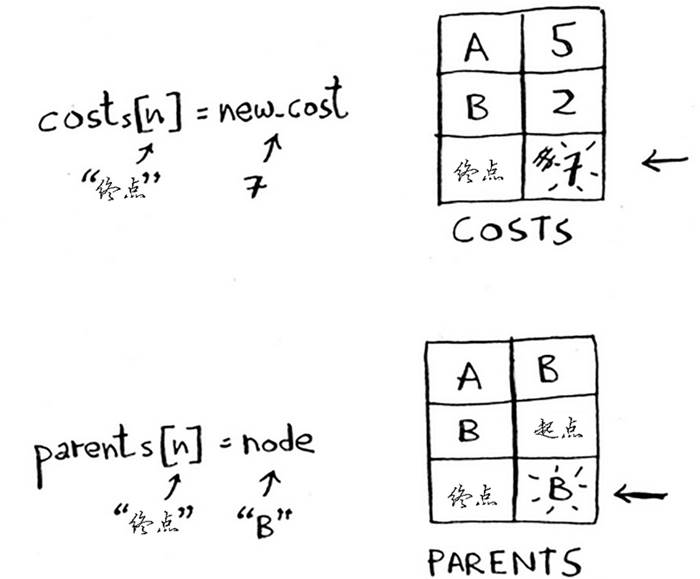 costs[n] = new_cost
"终点" 7
A 5
B 2
终点 7
COSTS
parents[n] = node
"终点" "B"
A B
B 起点
终点 B
PARENTS